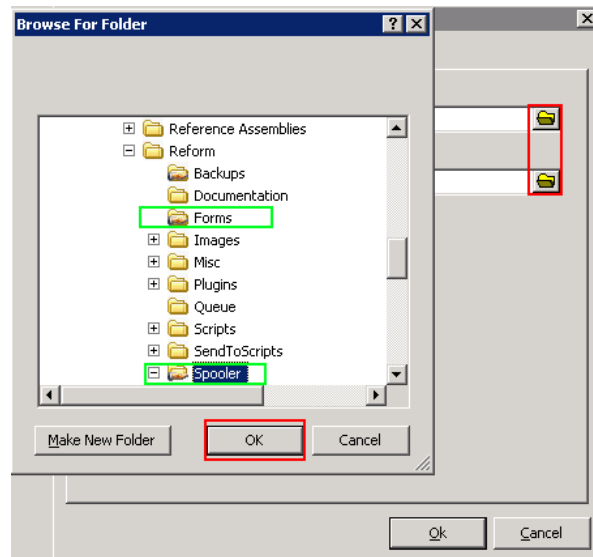 Browse For Folder
Reference Assemblies
Reform
Backups
Documentation
Forms
Images
Misc
Plugins
Queue
Scripts
SendToScripts
Spooler
Make New Folder
OK
Cancel
Ok
Cancel